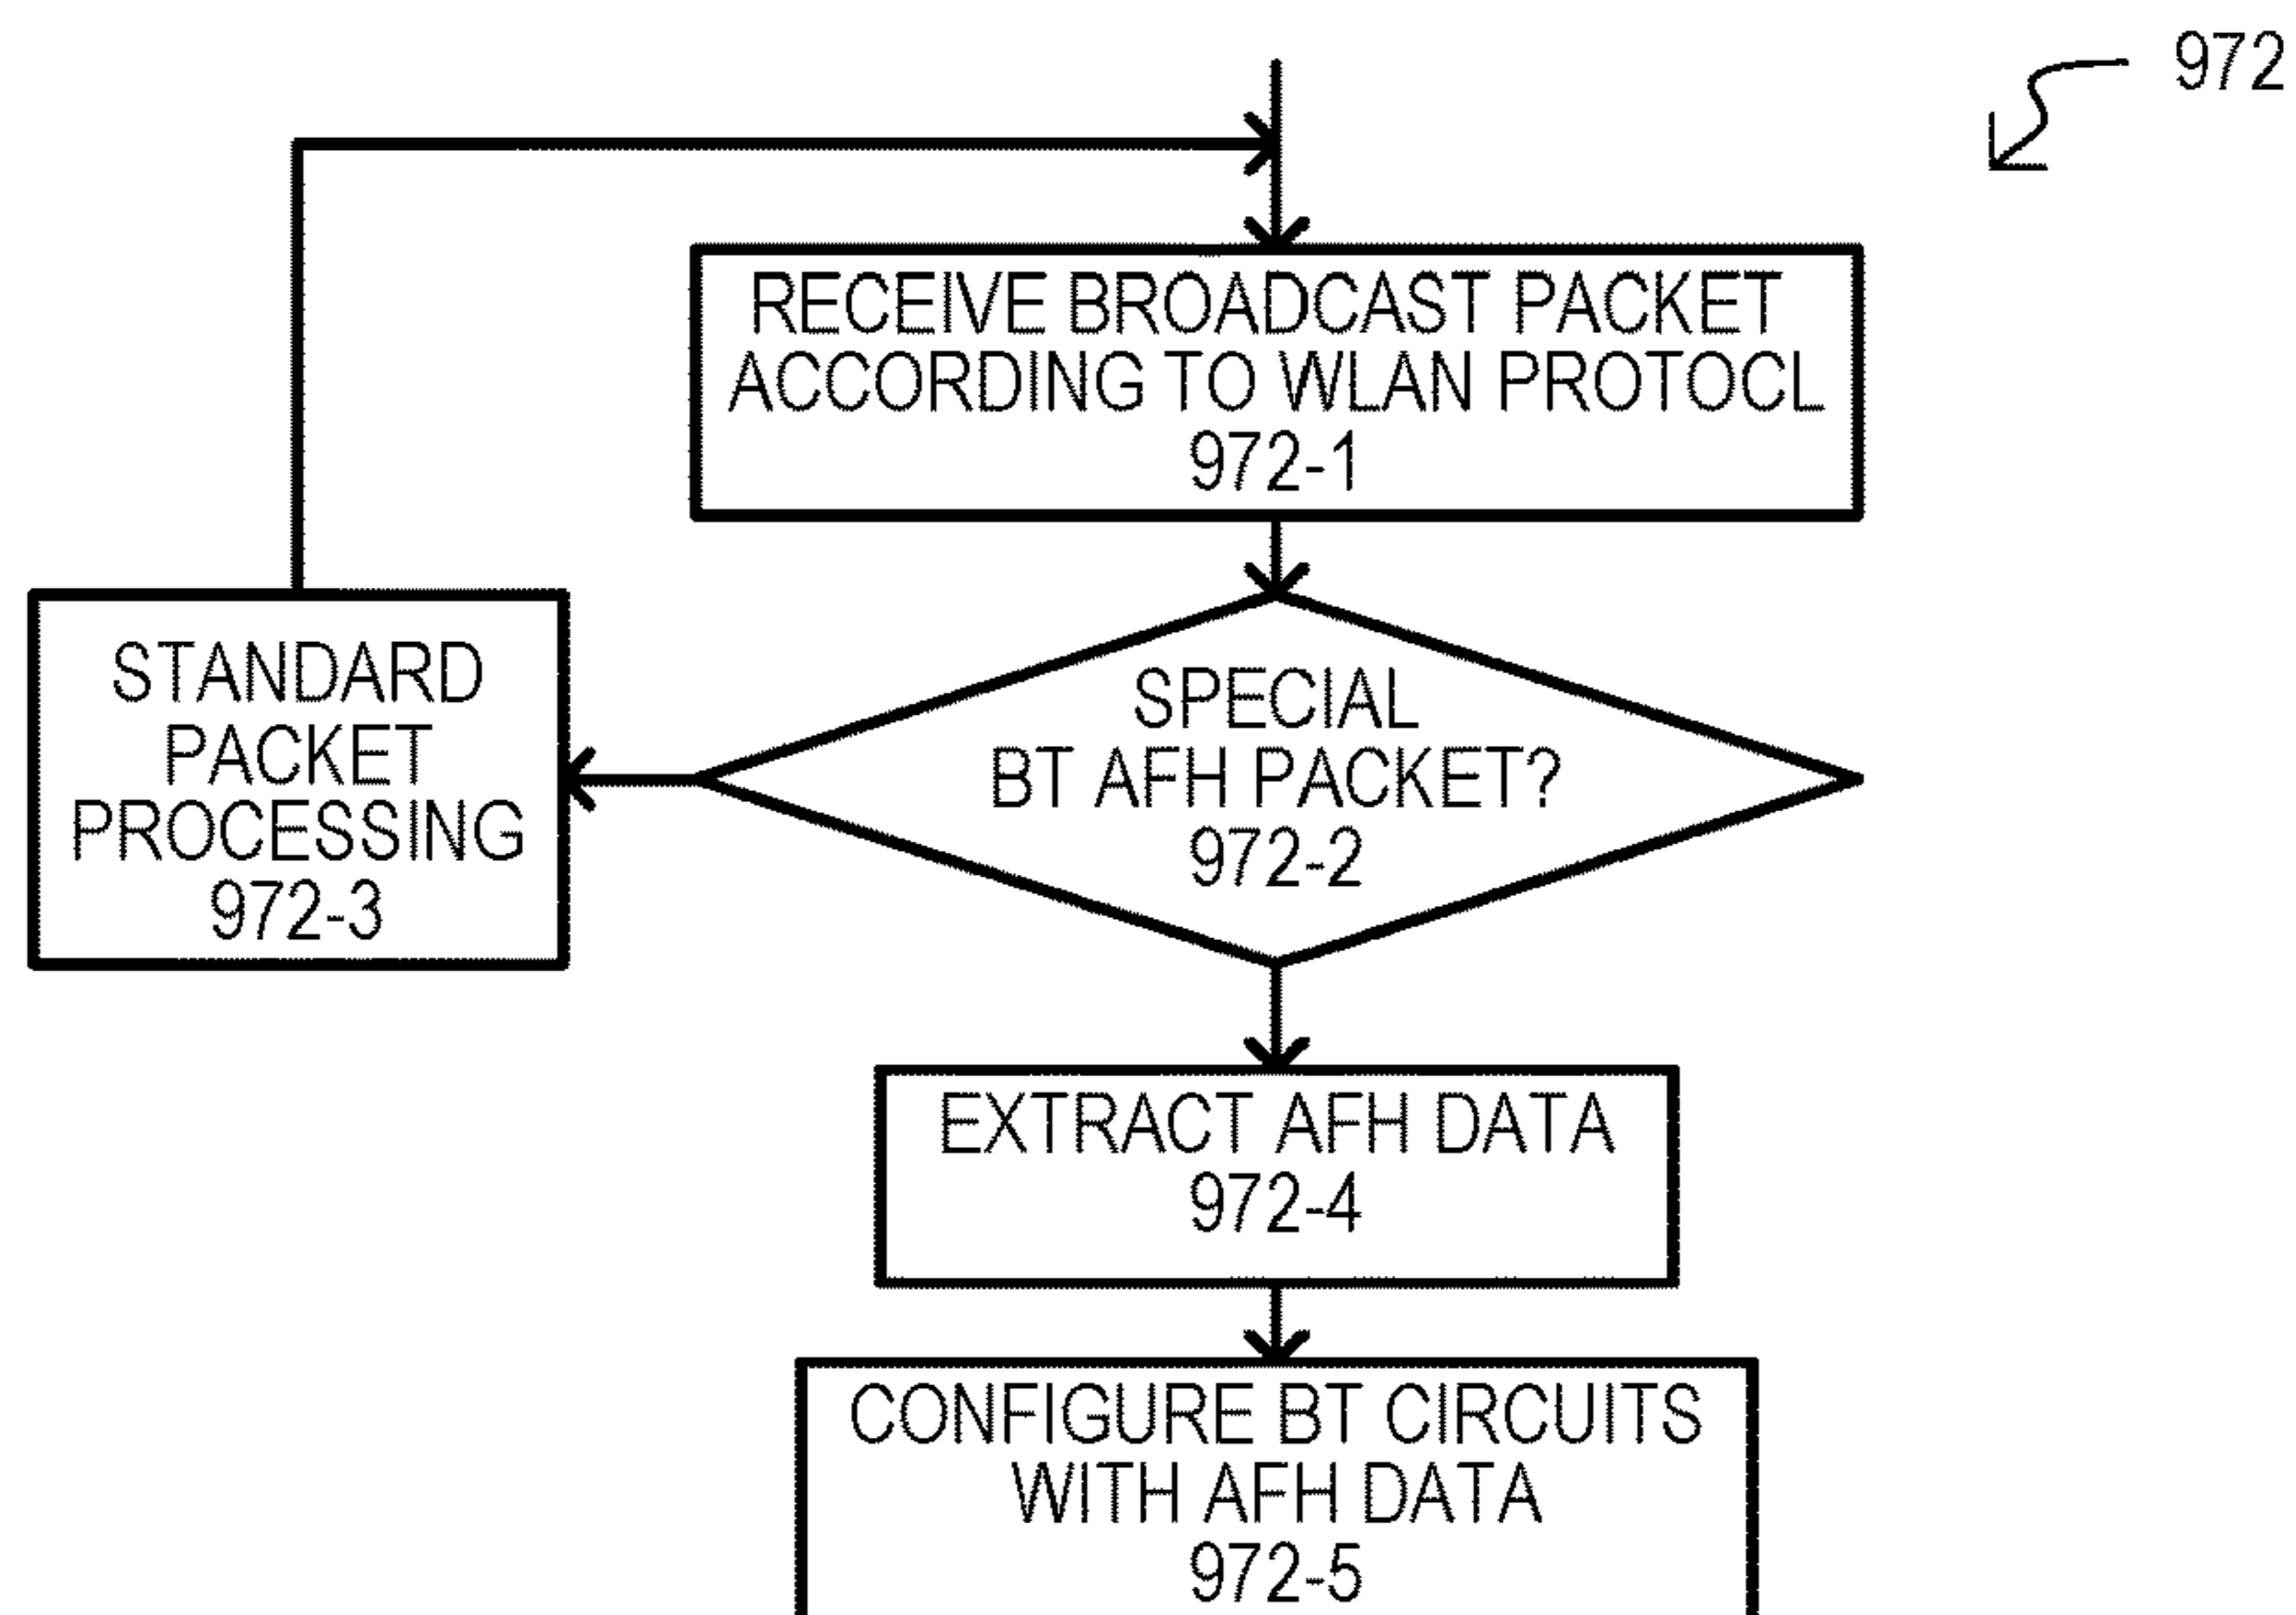 972
RECEIVE BROADCAST PACKET
ACCORDING TO WLAN PROTOCL
972-1
SPECIAL
BT AFH PACKET?
972-2
STANDARD
PACKET
PROCESSING
972-3
EXTRACT AFH DATA
972-4
CONFIGURE BT CIRCUITS
WITH AFH DATA
972-5